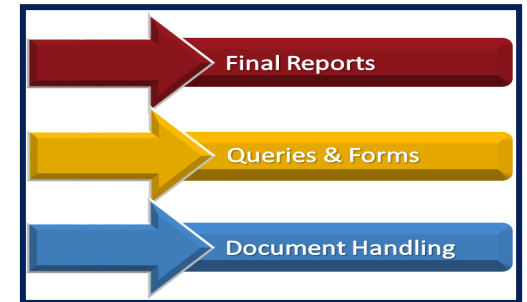 Final Reports
Queries & Forms
Document Handling